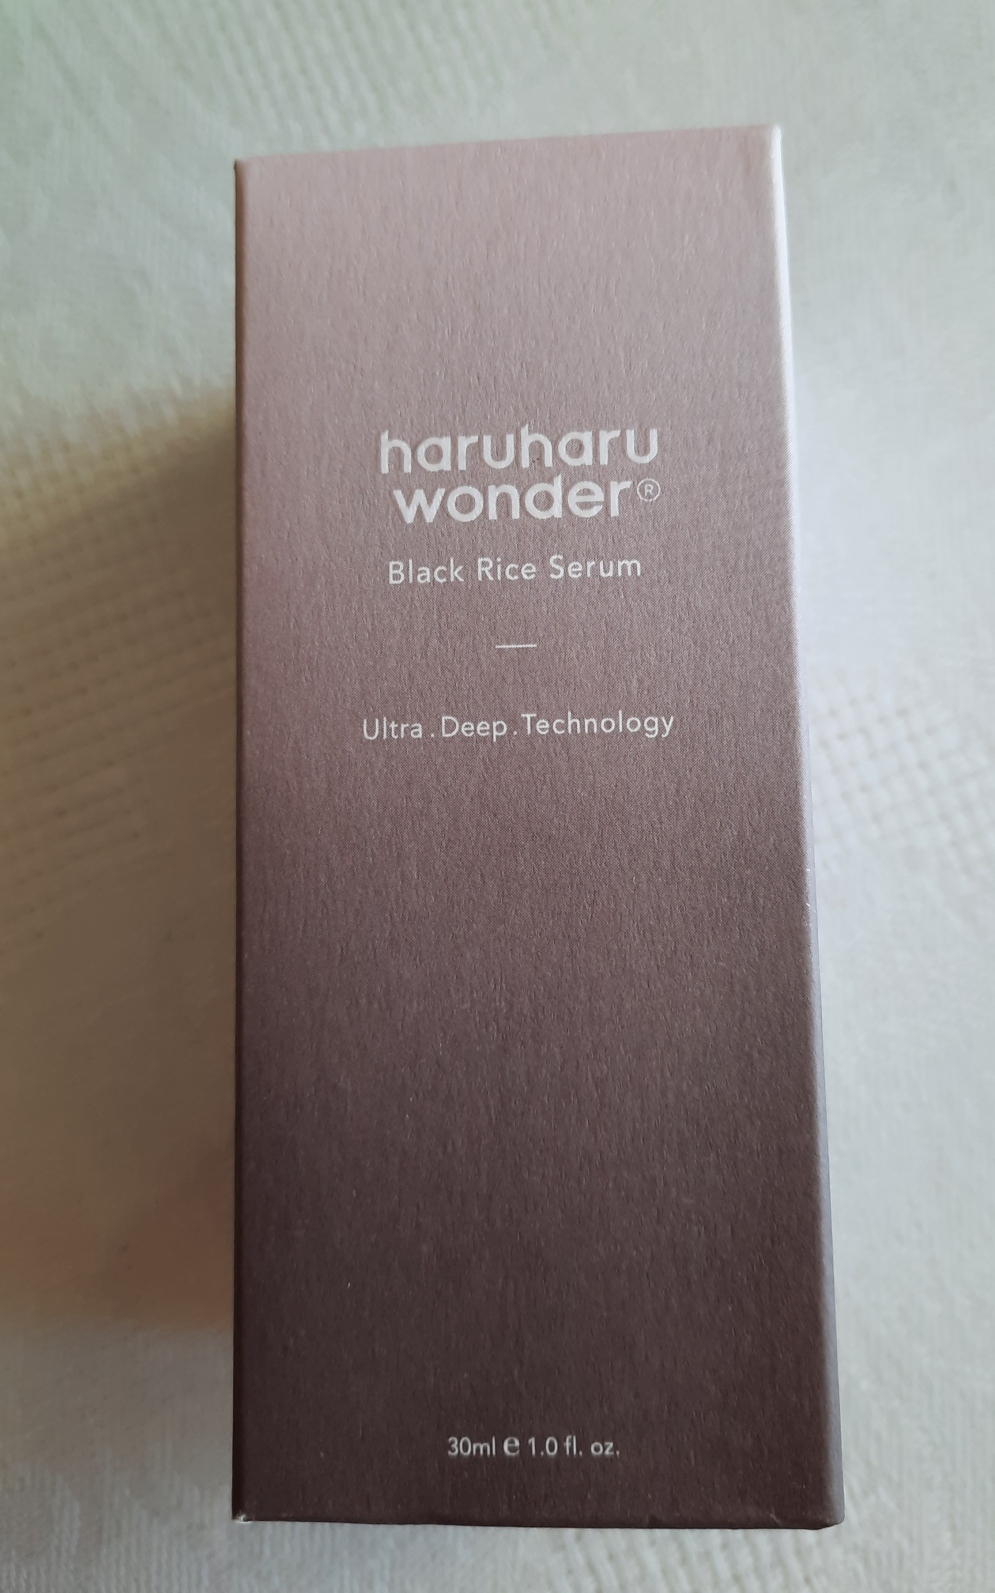 haruharu
wonder®
Black Rice Serum
Ultra.Deep.Technology
30ml e 1.0 fl. oz.